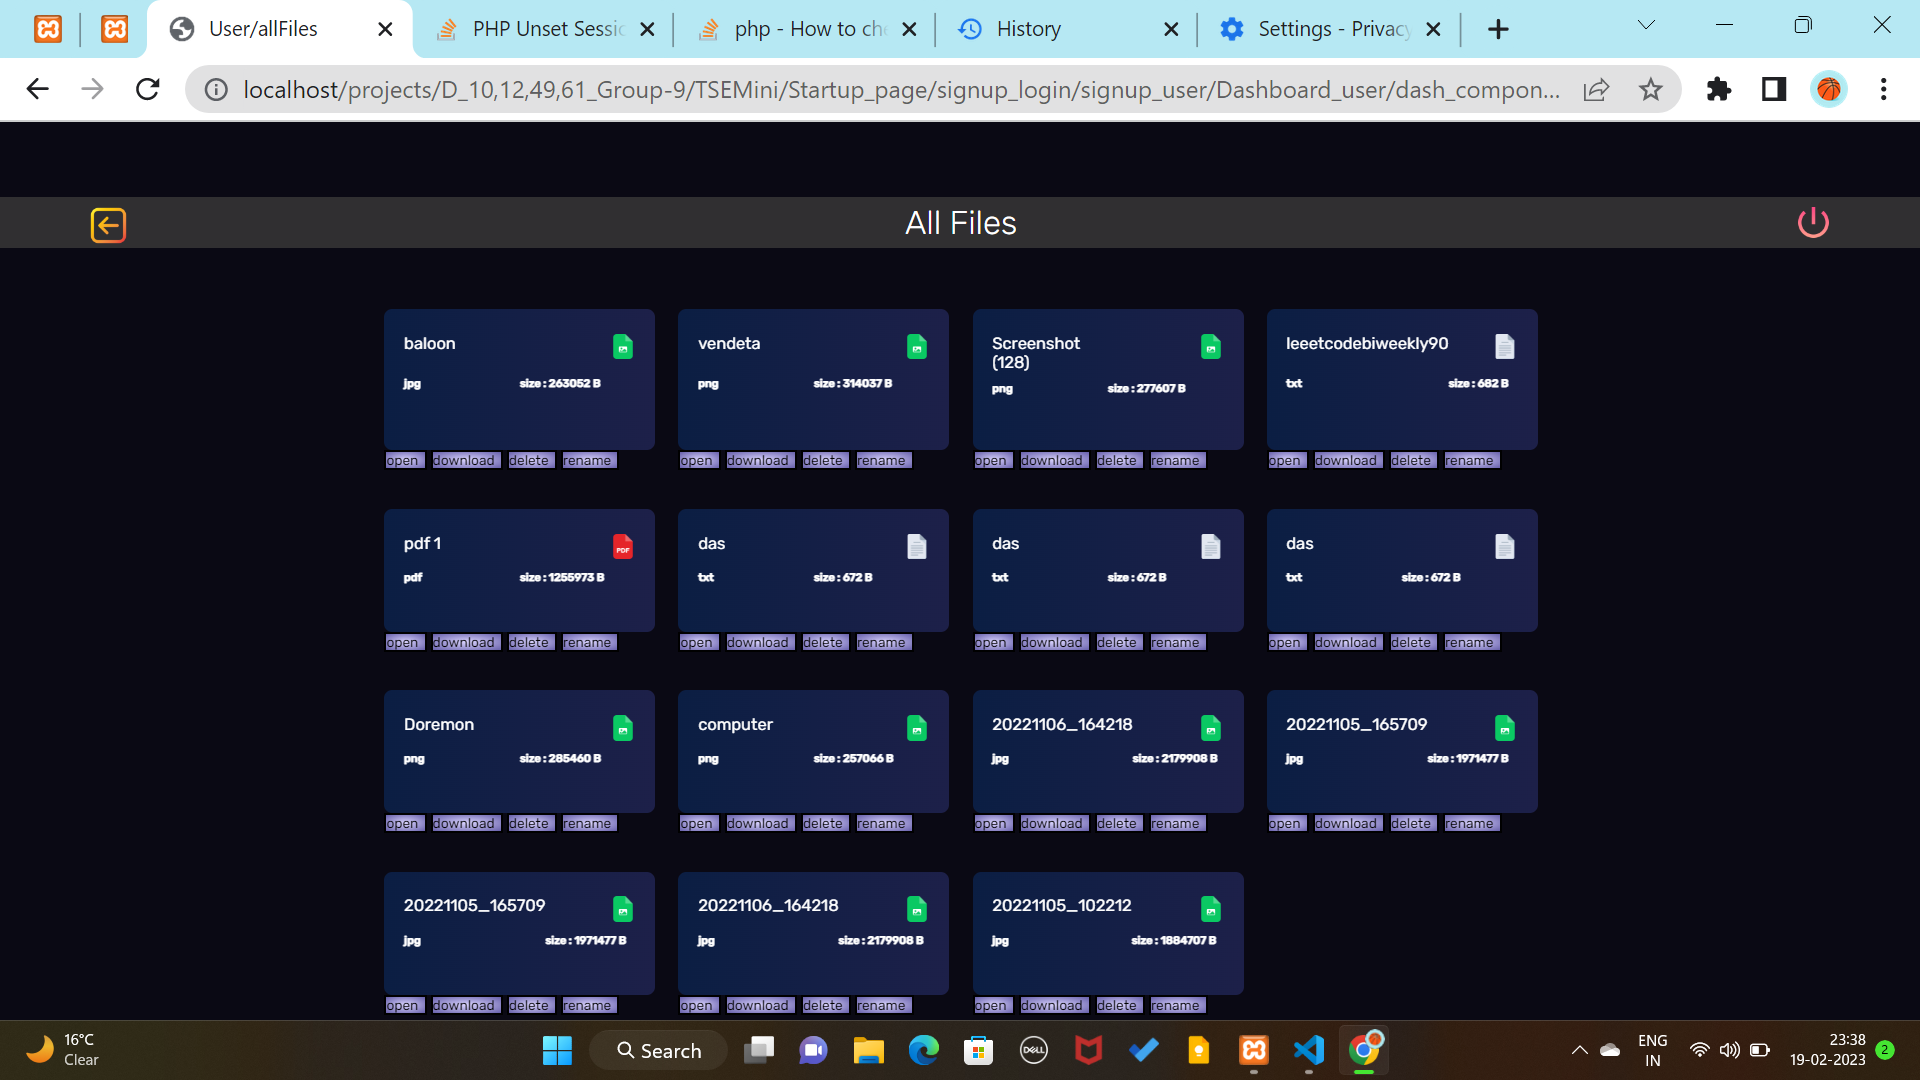 User/allFiles
PHP Unset Sessio
php - How to che
History
Settings - Privacy
localhost/projects/D_10,12,49,61_Group-9/TSEMini/Startup_page/signup_login/signup_user/Dashboard_user/dash_compon...
All Files
baloon
jpg size : 263052 B
open download delete rename
vendeta
png size : 314037 B
open download delete rename
Screenshot
(128)
png size : 277607 B
open download delete rename
leeetcodebiweekly90
txt size : 682 B
open download delete rename
pdf 1
PDF
pdf size : 1255973 B
open download delete rename
das
txt size : 672 B
open download delete rename
das
txt size : 672 B
open download delete rename
das
txt size : 672 B
open download delete rename
Doremon
png size : 285460 B
open download delete rename
computer
png size : 257066 B
open download delete rename
20221106_164218
jpg size : 2179908 B
open download delete rename
20221105_165709
jpg size : 1971477 B
open download delete rename
20221105_165709
jpg size : 1971477 B
open download delete rename
20221106_164218
jpg size : 2179908 B
open download delete rename
20221105_102212
jpg size : 1884707 B
open download delete rename
16°C
Clear
Search
DELL
ENG
IN
23:38
19-02-2023
2